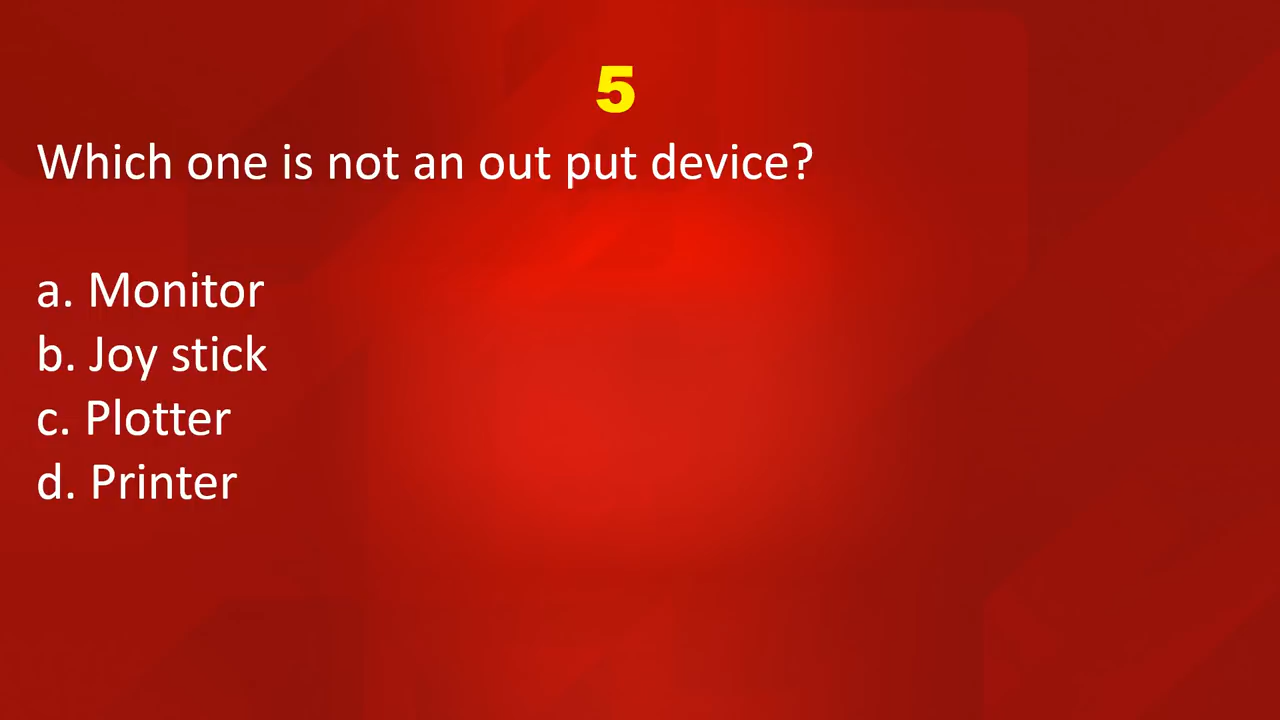 5
Which one is not an out put device?
a. Monitor
b. Joy stick
c. Plotter
d. Printer